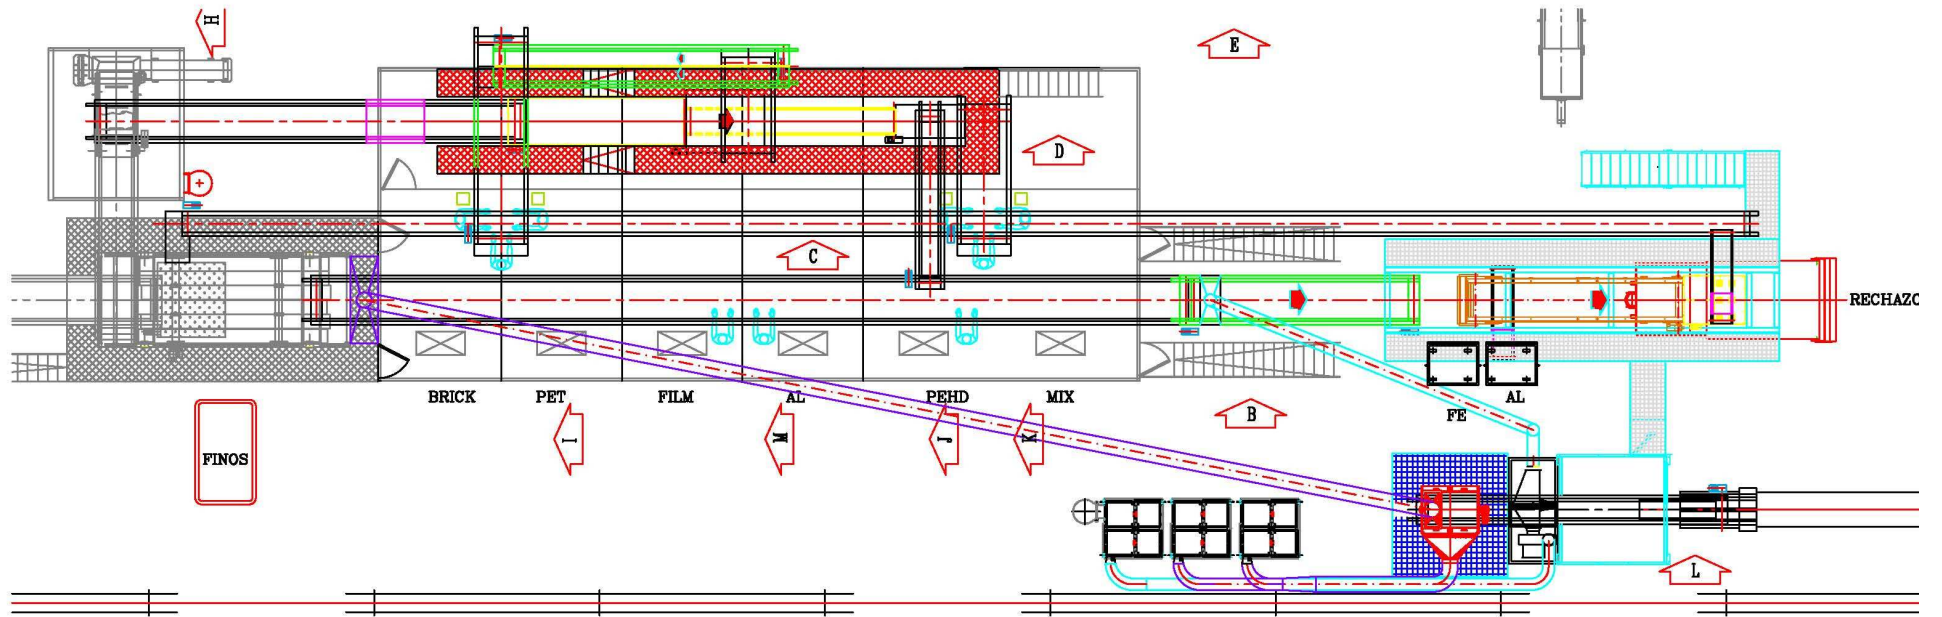 H
E
D
C
RECHAZO
BRICK PET FILM AL PEHD MIX
FE AL
B
I M J K
FINOS
L